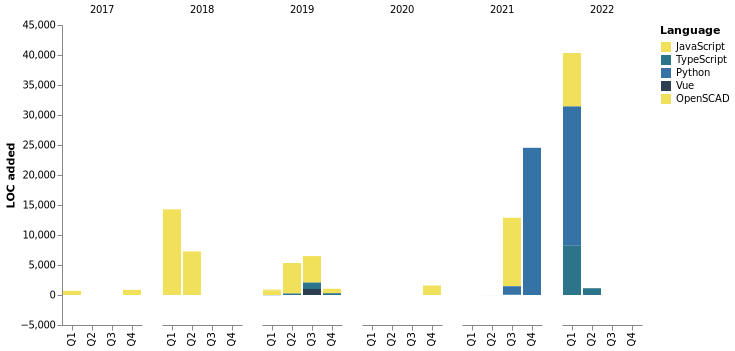 2017 2018 2019 2020 2021 2022
45,000
40,000
35,000
30,000
25,000
20,000
15,000
10,000
5,000
0
−5,000
LOC added
Q1 Q2 Q3 Q4 Q1 Q2 Q3 Q4 Q1 Q2 Q3 Q4 Q1 Q2 Q3 Q4 Q1 Q2 Q3 Q4 Q1 Q2 Q3 Q4
Language
JavaScript
TypeScript
Python
Vue
OpenSCAD